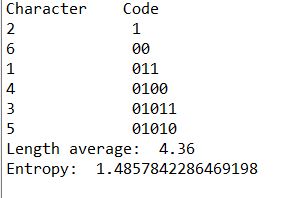 Character Code
2 1
6 00
1 011
4 0100
3 01011
5 01010
Length average: 4.36
Entropy: 1.4857842286469198